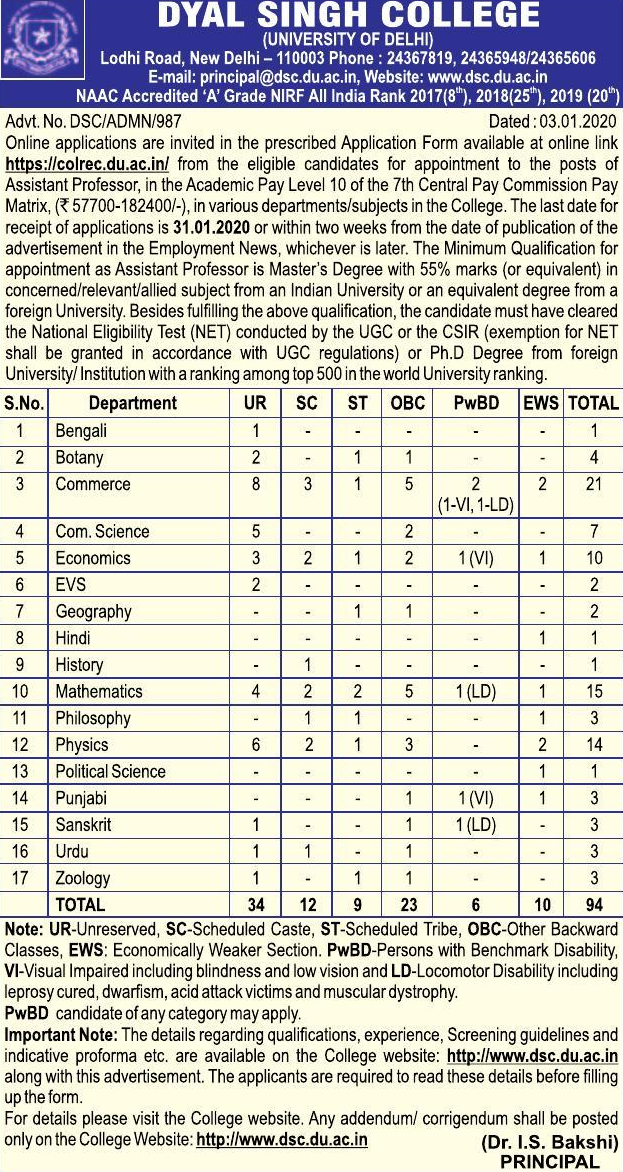 DYAL SINGH COLLEGE
(UNIVERSITY OF DELHI)
Lodhi Road, New Delhi – 110003 Phone : 24367819, 24365948/24365606
E-mail: principal@dsc.du.ac.in, Website: www.dsc.du.ac.in
NAAC Accredited ‘A’ Grade NIRF All India Rank 2017(8th), 2018(25th), 2019 (20th)
Advt. No. DSC/ADMN/987 Dated : 03.01.2020
Online applications are invited in the prescribed Application Form available at online link
https://colrec.du.ac.in/ from the eligible candidates for appointment to the posts of
Assistant Professor, in the Academic Pay Level 10 of the 7th Central Pay Commission Pay
Matrix, (₹ 57700-182400/-), in various departments/subjects in the College. The last date for
receipt of applications is 31.01.2020 or within two weeks from the date of publication of the
advertisement in the Employment News, whichever is later. The Minimum Qualification for
appointment as Assistant Professor is Master’s Degree with 55% marks (or equivalent) in
concerned/relevant/allied subject from an Indian University or an equivalent degree from a
foreign University. Besides fulfilling the above qualification, the candidate must have cleared
the National Eligibility Test (NET) conducted by the UGC or the CSIR (exemption for NET
shall be granted in accordance with UGC regulations) or Ph.D Degree from foreign
University/ Institution with a ranking among top 500 in the world University ranking.
S.No. Department UR SC ST OBC PwBD EWS TOTAL
1 Bengali 1 - - - - - 1
2 Botany 2 - 1 1 - - 4
3 Commerce 8 3 1 5 2 2 21
(1-VI, 1-LD)
4 Com. Science 5 - - 2 - - 7
5 Economics 3 2 1 2 1 (VI) 1 10
6 EVS 2 - - - - - 2
7 Geography - - 1 1 - - 2
8 Hindi - - - - - 1 1
9 History - 1 - - - - 1
10 Mathematics 4 2 2 5 1 (LD) 1 15
11 Philosophy - 1 1 - - 1 3
12 Physics 6 2 1 3 - 2 14
13 Political Science - - - - - 1 1
14 Punjabi - - - 1 1 (VI) 1 3
15 Sanskrit 1 - - 1 1 (LD) - 3
16 Urdu 1 1 - 1 - - 3
17 Zoology 1 - 1 1 - - 3
TOTAL 34 12 9 23 6 10 94
Note: UR-Unreserved, SC-Scheduled Caste, ST-Scheduled Tribe, OBC-Other Backward
Classes, EWS: Economically Weaker Section. PwBD-Persons with Benchmark Disability,
VI-Visual Impaired including blindness and low vision and LD-Locomotor Disability including
leprosy cured, dwarfism, acid attack victims and muscular dystrophy.
PwBD candidate of any category may apply.
Important Note: The details regarding qualifications, experience, Screening guidelines and
indicative proforma etc. are available on the College website: http://www.dsc.du.ac.in
along with this advertisement. The applicants are required to read these details before filling
up the form.
For details please visit the College website. Any addendum/ corrigendum shall be posted
only on the College Website: http://www.dsc.du.ac.in
(Dr. I.S. Bakshi)
PRINCIPAL